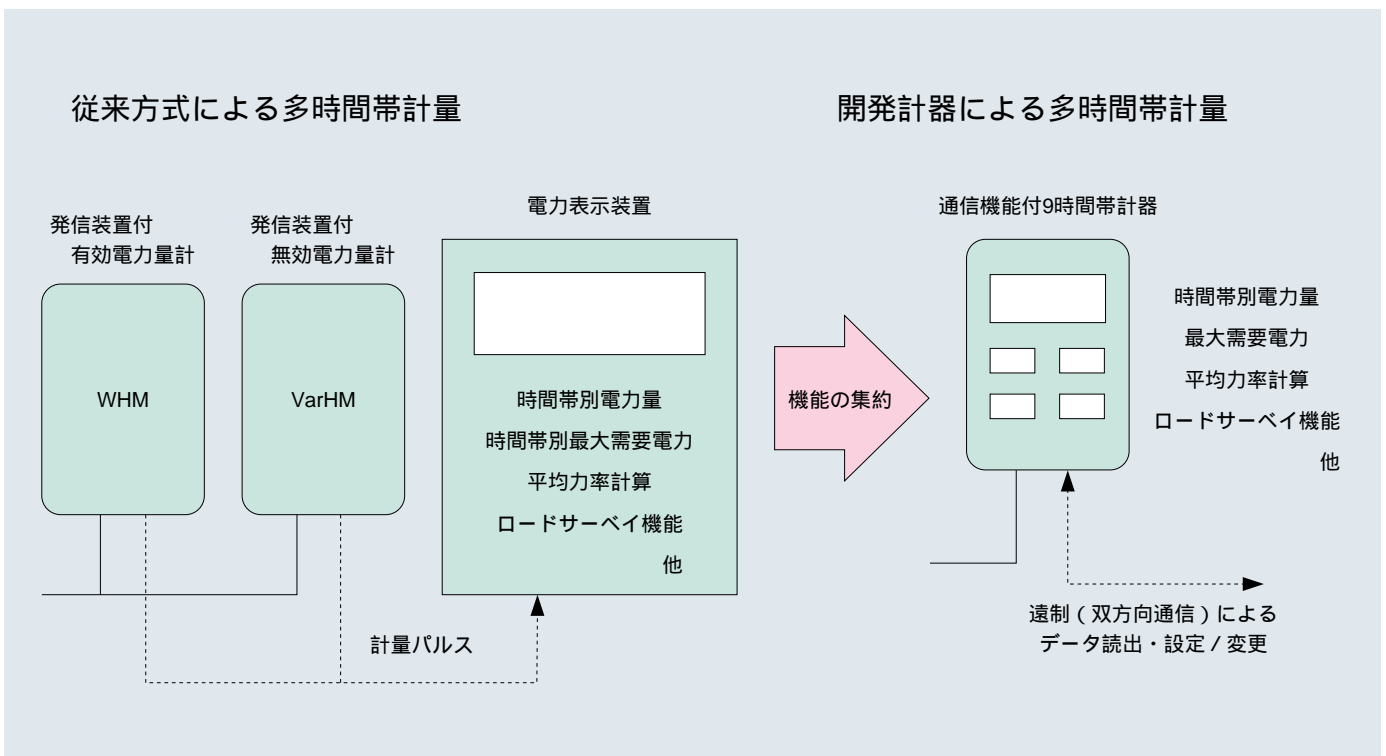 従来方式による多時間帯計量
開発計器による多時間帯計量
発信装置付
有効電力量計
発信装置付
無効電力量計
電力表示装置
通信機能付9時間帯計器
WHM
VarHM
時間帯別電力量
時間帯別最大需要電力
平均力率計算
ロードサーベイ機能
他
機能の集約
時間帯別電力量
最大需要電力
平均力率計算
ロードサーベイ機能
他
計量パルス
遠制(双方向通信)による
データ読出・設定/変更